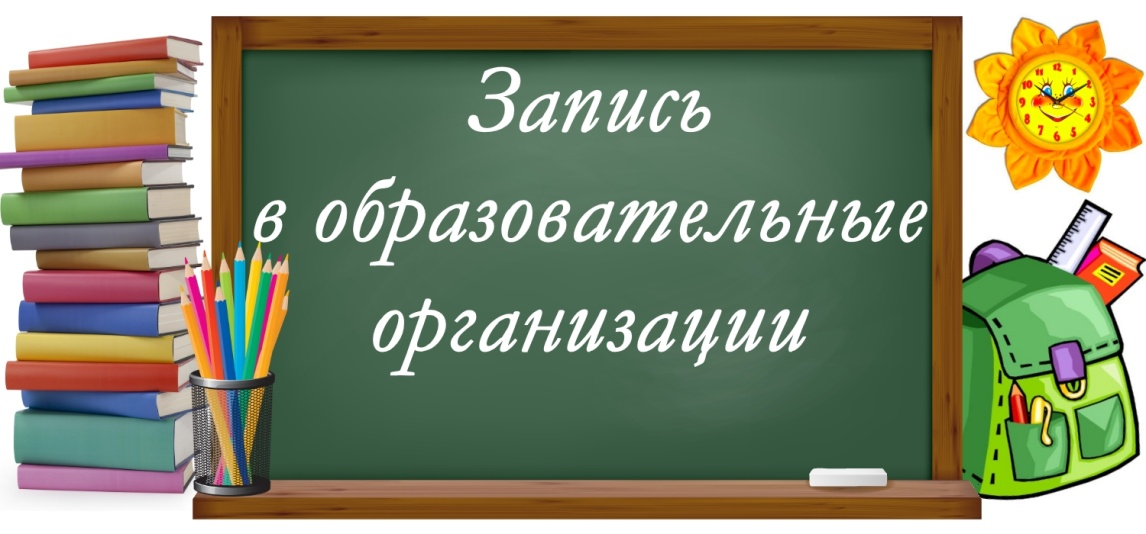 Запись
в образовательные
организации